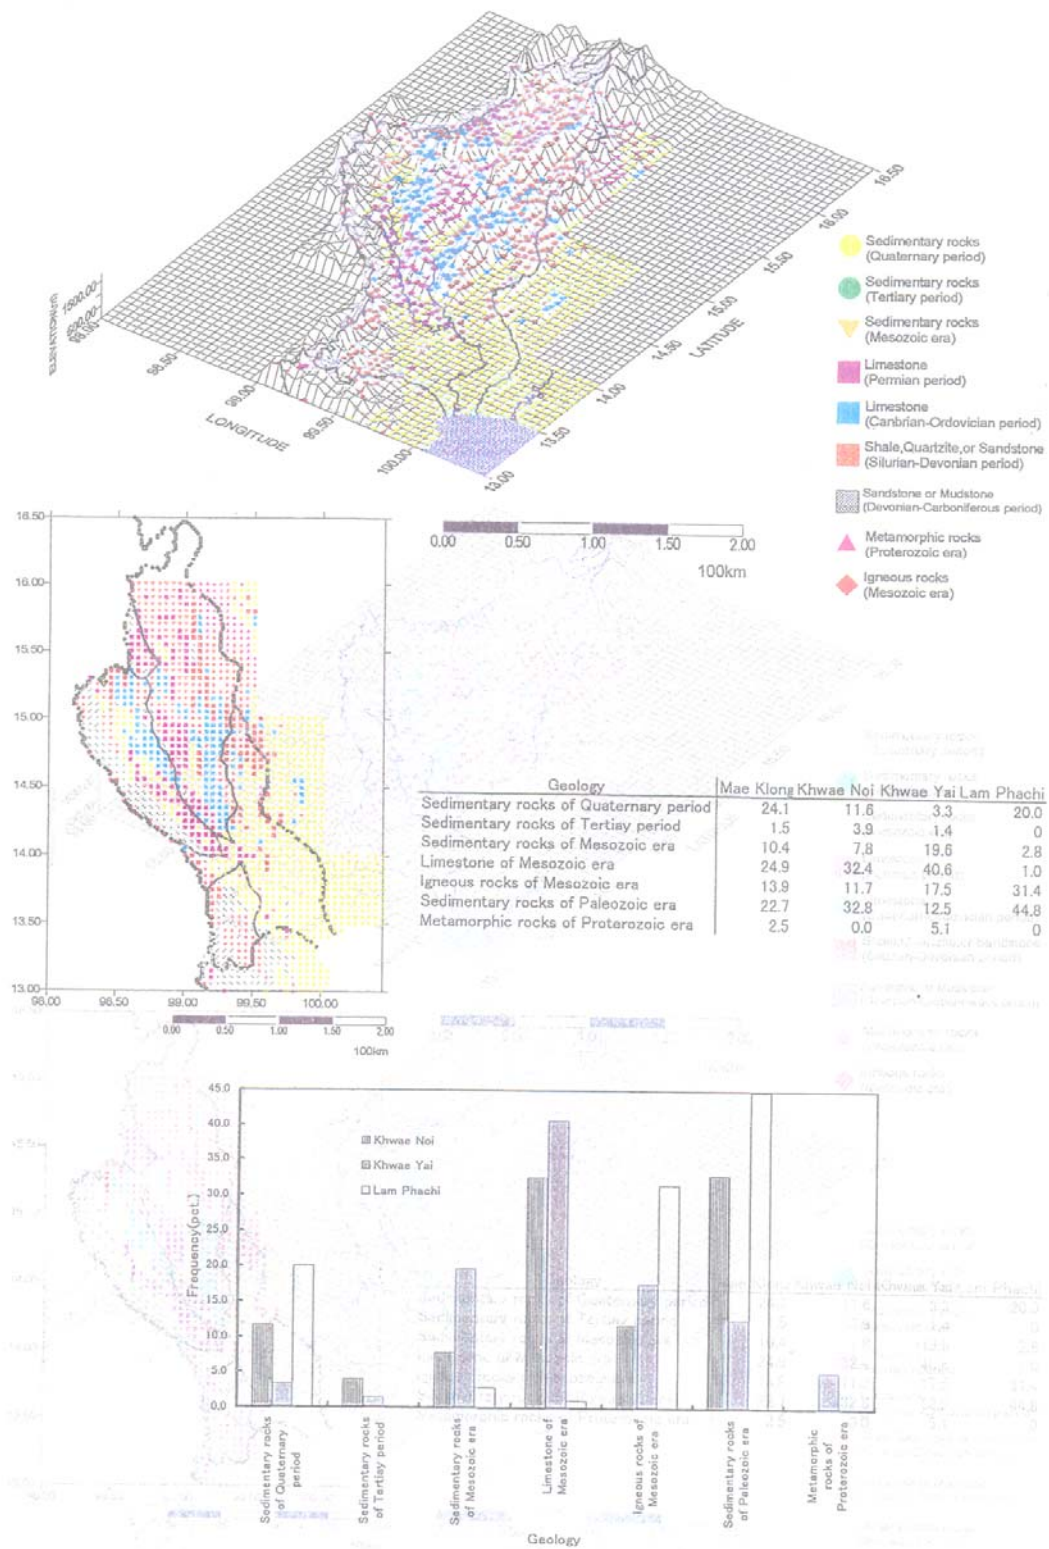 16.50
16.00
15.50
15.00
14.50
14.00
13.50
13.00
LATITUDE
1500.00
98.50
99.00
99.50
100.00
LONGITUDE
Sedimentary rocks
(Quaternary period)
Sedimentary rocks
(Tertiary period)
Sedimentary rocks
(Mesozoic era)
Limestone
(Permian period)
Limestone
(Canbrian-Ordovician period)
Shale,Quartzite,or Sandstone
(Silurian-Devonian period)
Sandstone or Mudstone
(Devonian-Carboniferous period)
Metamorphic rocks
(Proterozoic era)
Igneous rocks
(Mesozoic era)
0.00 0.50 1.00 1.50 2.00
100km
16.50
16.00
15.50
15.00
14.50
14.00
13.50
13.00
98.00 98.50 99.00 99.50 100.00
0.00 0.50 1.00 1.50 2.00
100km
Geology Mae Klong Khwae Noi Khwae Yai Lam Phachi
Sedimentary rocks of Quaternary period 24.1 11.6 3.3 20.0
Sedimentary rocks of Tertiay period 1.5 3.9 1.4 0
Sedimentary rocks of Mesozoic era 10.4 7.8 19.6 2.8
Limestone of Mesozoic era 24.9 32.4 40.6 1.0
Igneous rocks of Mesozoic era 13.9 11.7 17.5 31.4
Sedimentary rocks of Paleozoic era 22.7 32.8 12.5 44.8
Metamorphic rocks of Proterozoic era 2.5 0.0 5.1 0
Frequency(pct.)
45.0
40.0
35.0
30.0
25.0
20.0
15.0
10.0
5.0
0.0
Khwae Noi
Khwae Yai
Lam Phachi
Sedimentary rocks
of Quaternary
period
Sedimentary rocks
of Tertiay period
Sedimentary rocks
of Mesozoic era
Limestone of
Mesozoic era
Igneous rocks of
Mesozoic era
Sedimentary rocks
of Paleozoic era
Metamorphic
rocks of
Proterozoic era
Geology